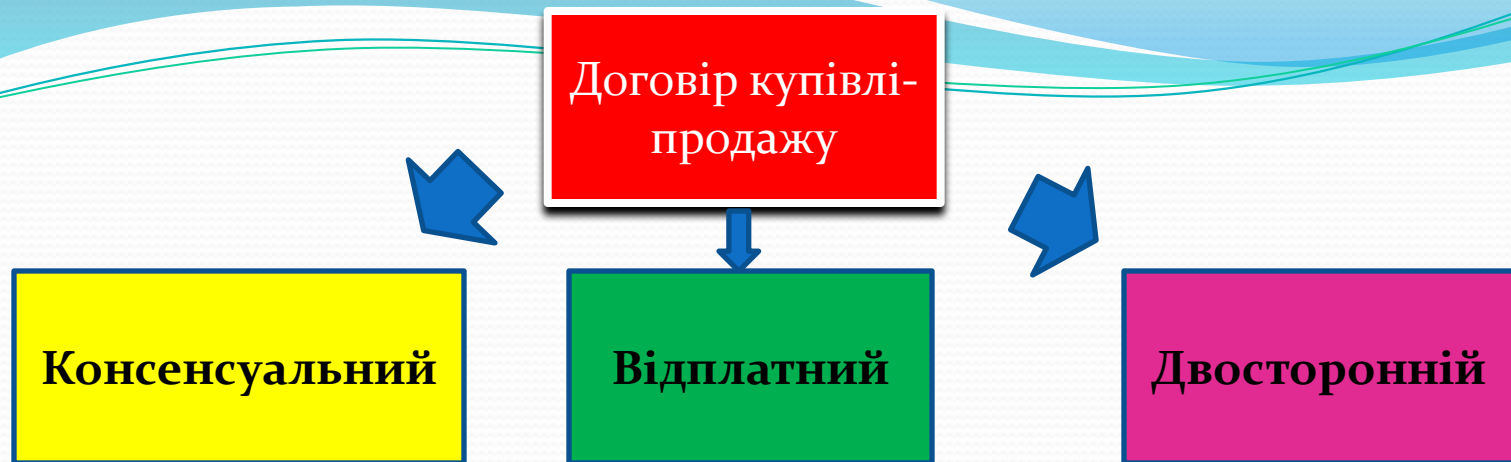 Договір купівлі-
продажу
Консенсуальний
Відплатний
Двосторонній